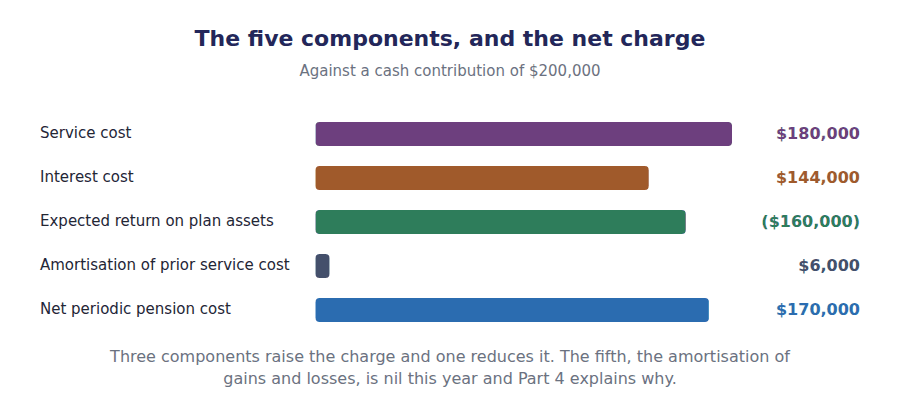 The five components, and the net charge
Against a cash contribution of $200,000
Service cost $180,000
Interest cost $144,000
Expected return on plan assets ($160,000)
Amortisation of prior service cost $6,000
Net periodic pension cost $170,000
Three components raise the charge and one reduces it. The fifth, the amortisation of
gains and losses, is nil this year and Part 4 explains why.